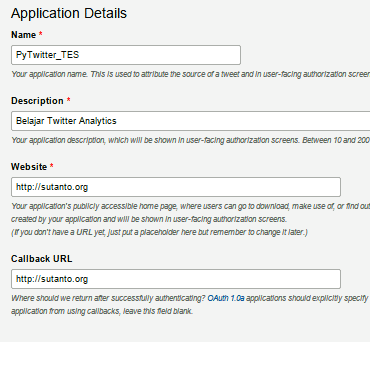 Application Details
Name *
PyTwitter_TES
Your application name. This is used to attribute the source of a tweet and in user-facing authorization screen
Description *
Belajar Twitter Analytics
Your application description, which will be shown in user-facing authorization screens. Between 10 and 200
Website *
http://sutanto.org
Your application's publicly accessible home page, where users can go to download, make use of, or find out
created by your application and will be shown in user-facing authorization screens.
(If you don't have a URL yet, just put a placeholder here but remember to change it later.)
Callback URL
http://sutanto.org
Where should we return after successfully authenticating? OAuth 1.0a applications should explicitly specify
application from using callbacks, leave this field blank.